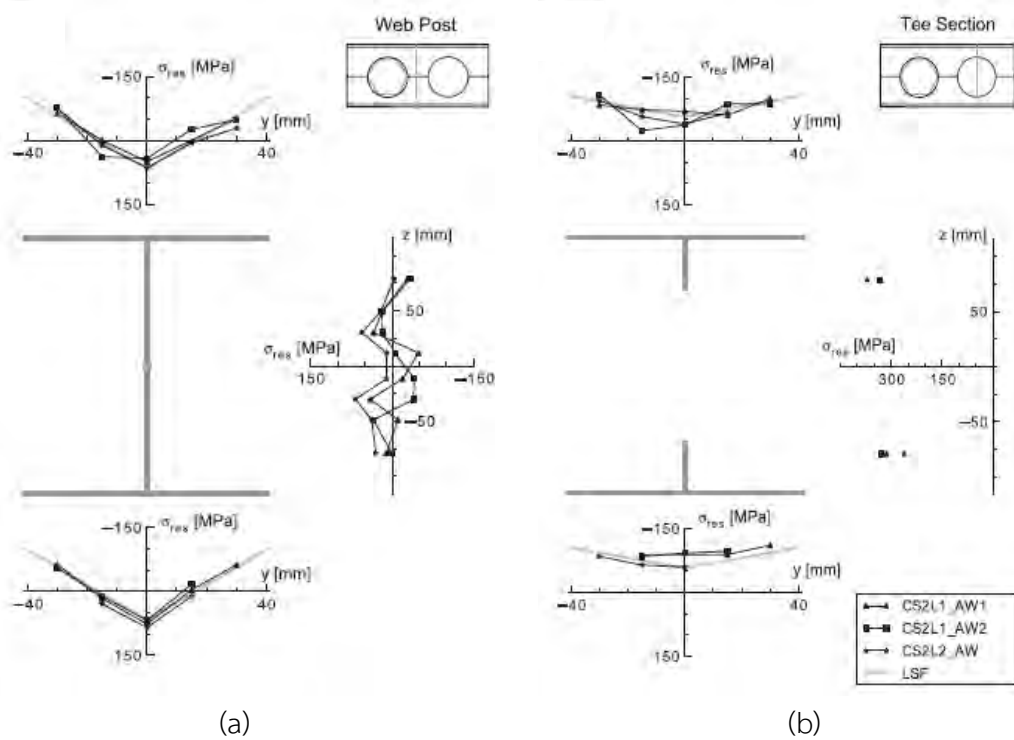 Web Post
σres [MPa]
−150
y [mm]
−40
40
150
z [mm]
50
σres [MPa]
150
−150
−50
−150
σres [MPa]
y [mm]
−40
40
150
(a)
Tee Section
−150
σres [MPa]
y [mm]
−40
40
150
z [mm]
50
σres [MPa]
300
150
−50
σres [MPa]
−150
y [mm]
−40
40
150
CS2L1_AW1
CS2L1_AW2
CS2L2_AW
LSF
(b)